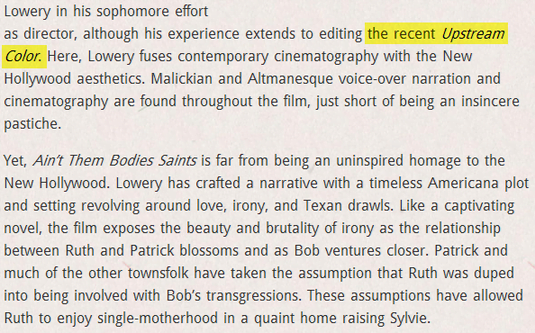 Lowery in his sophomore effort
as director, although his experience extends to editing the recent Upstream
Color. Here, Lowery fuses contemporary cinematography with the New
Hollywood aesthetics. Malickian and Altmanesque voice-over narration and
cinematography are found throughout the film, just short of being an insincere
pastiche.
Yet, Ain't Them Bodies Saints is far from being an uninspired homage to the
New Hollywood. Lowery has crafted a narrative with a timeless Americana plot
and setting revolving around love, irony, and Texan drawls. Like a captivating
novel, the film exposes the beauty and brutality of irony as the relationship
between Ruth and Patrick blossoms and as Bob ventures closer. Patrick and
much of the other townsfolk have taken the assumption that Ruth was duped
into being involved with Bob's transgressions. These assumptions have allowed
Ruth to enjoy single-motherhood in a quaint home raising Sylvie.